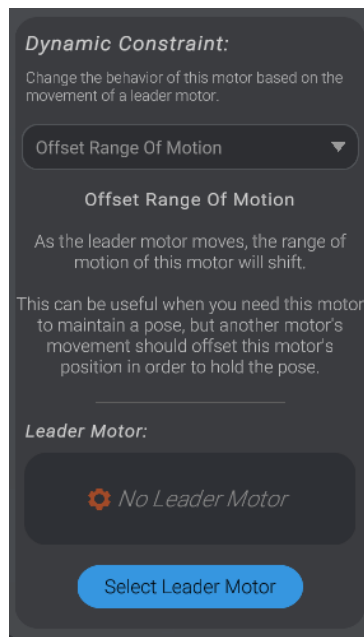 Dynamic Constraint:
Change the behavior of this motor based on the
movement of a leader motor.
Offset Range Of Motion
Offset Range Of Motion
As the leader motor moves, the range of
motion of this motor will shift.
This can be useful when you need this motor
to maintain a pose, but another motor's
movement should offset this motor's
position in order to hold the pose.
Leader Motor:
No Leader Motor
Select Leader Motor